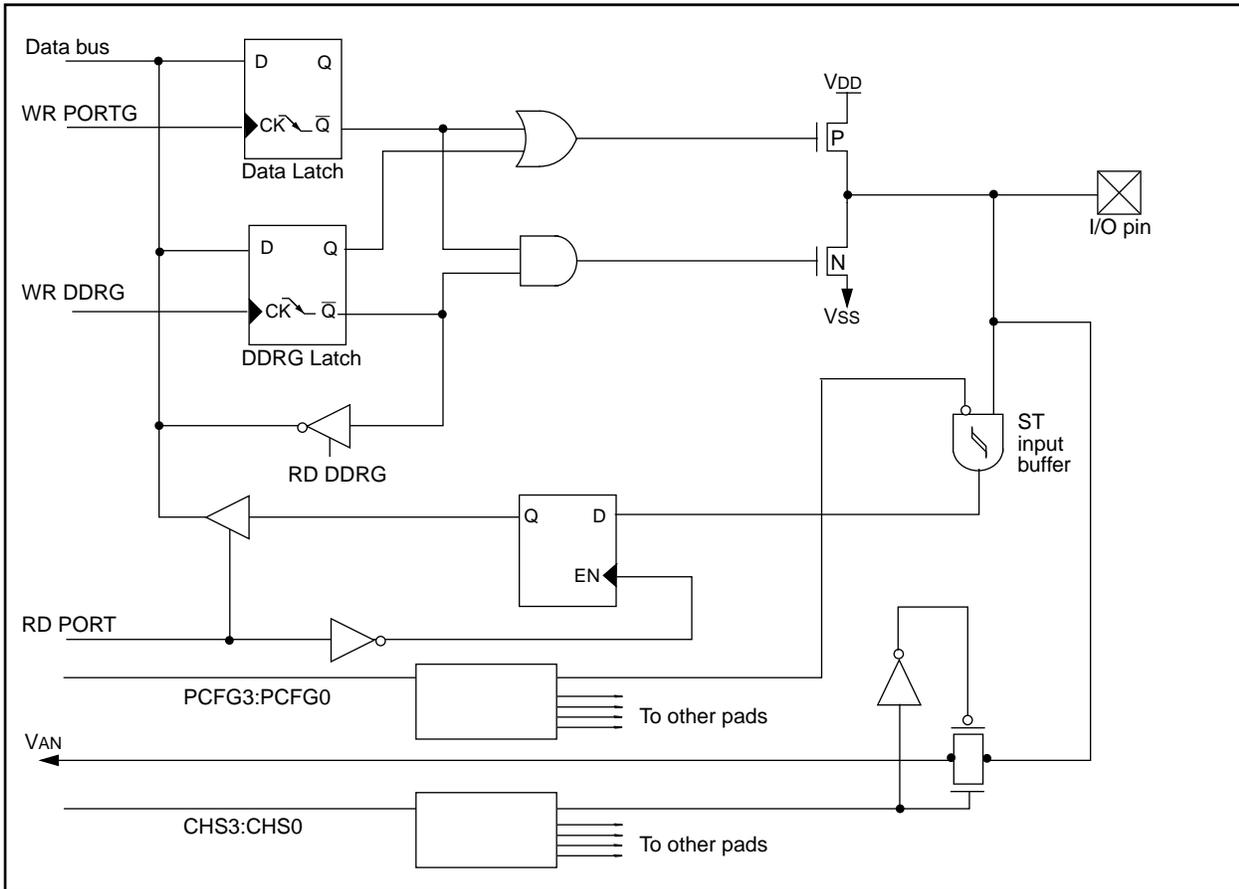 Data bus
D Q
VDD
WR PORTG
CK Q
P
Data Latch
I/O pin
D Q
N
WR DDRG
CK Q
VSS
DDRG Latch
ST
input
buffer
RD DDRG
Q D
EN
RD PORT
PCFG3:PCFG0
To other pads
VAN
CHS3:CHS0
To other pads